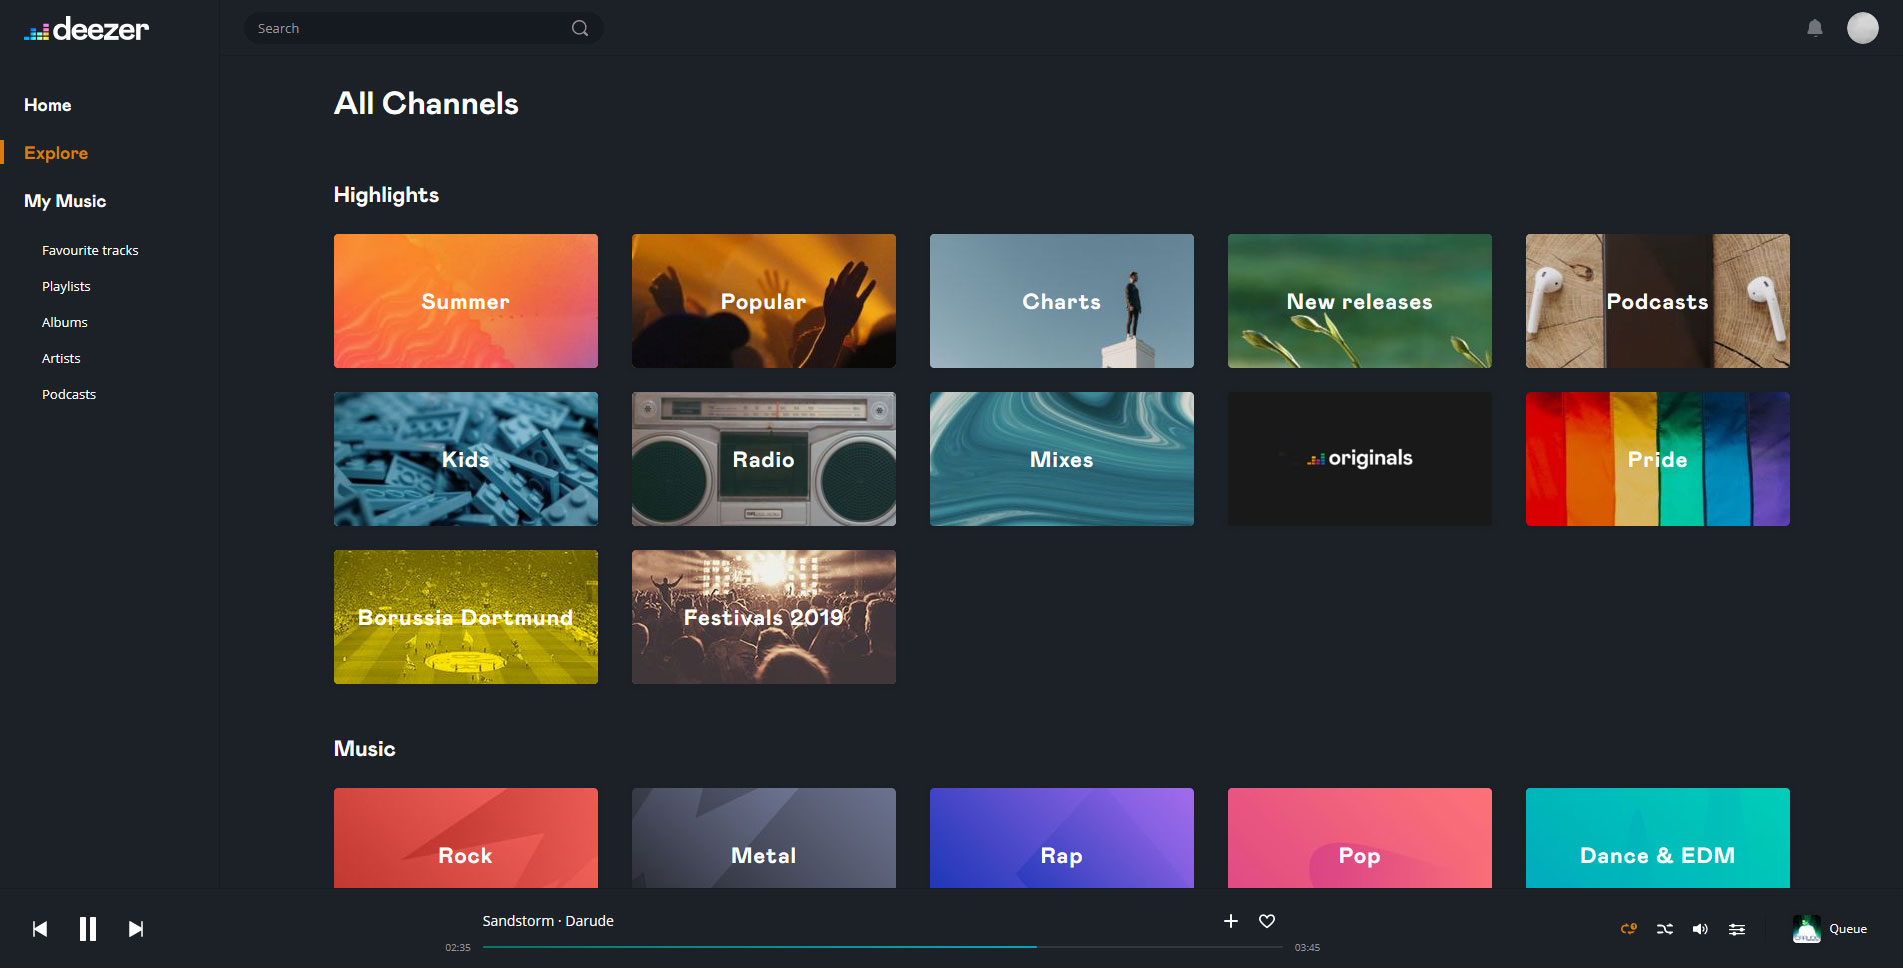 deezer
Search
Home
Explore
My Music
Favourite tracks
Playlists
Albums
Artists
Podcasts
All Channels
Highlights
Summer
Popular
Charts
New releases
Podcasts
Kids
Radio
Mixes
originals
Pride
Borussia Dortmund
Festivals 2019
Music
Rock
Metal
Rap
Pop
Dance & EDM
Sandstorm · Darude
02:35
03:45
Queue